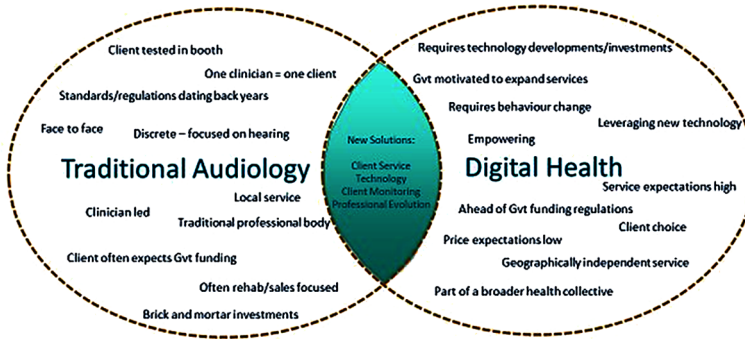 Client tested in booth
One clinician = one client
Standards/regulations dating back years
Face to face
Discrete – focused on hearing
Traditional Audiology
Local service
Clinician led
Traditional professional body
Client often expects Gvt funding
Often rehab/sales focused
Brick and mortar investments
New Solutions:
Client Service
Technology
Client Monitoring
Professional Evolution
Requires technology developments/investments
Gvt motivated to expand services
Requires behaviour change
Leveraging new technology
Empowering
Digital Health
Service expectations high
Ahead of Gvt funding regulations
Client choice
Price expectations low
Geographically independent service
Part of a broader health collective